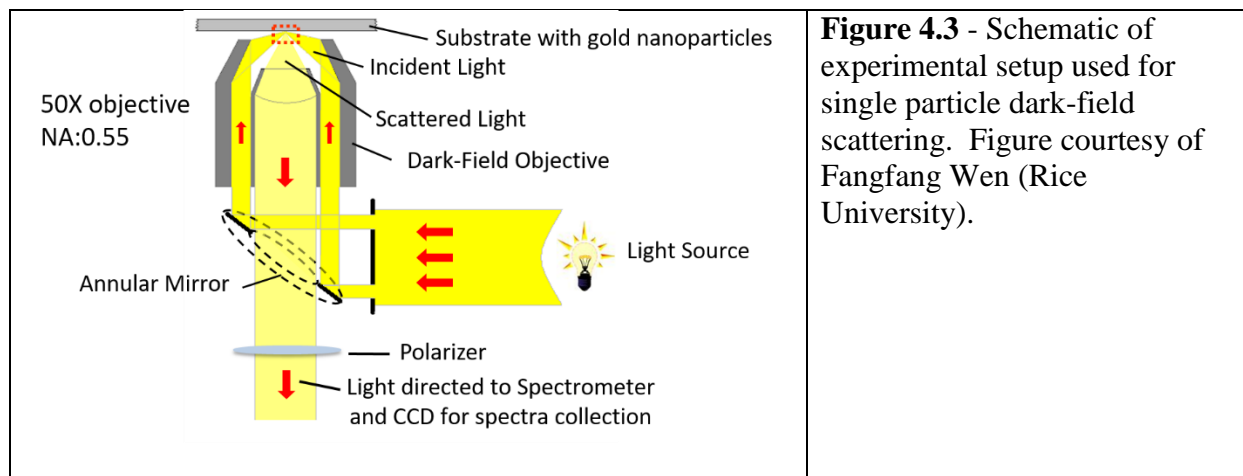 Substrate with gold nanoparticles
Incident Light
50X objective
NA:0.55
Scattered Light
Dark-Field Objective
Light Source
Annular Mirror
Polarizer
Light directed to Spectrometer
and CCD for spectra collection
Figure 4.3 - Schematic of
experimental setup used for
single particle dark-field
scattering.  Figure courtesy of
Fangfang Wen (Rice
University).